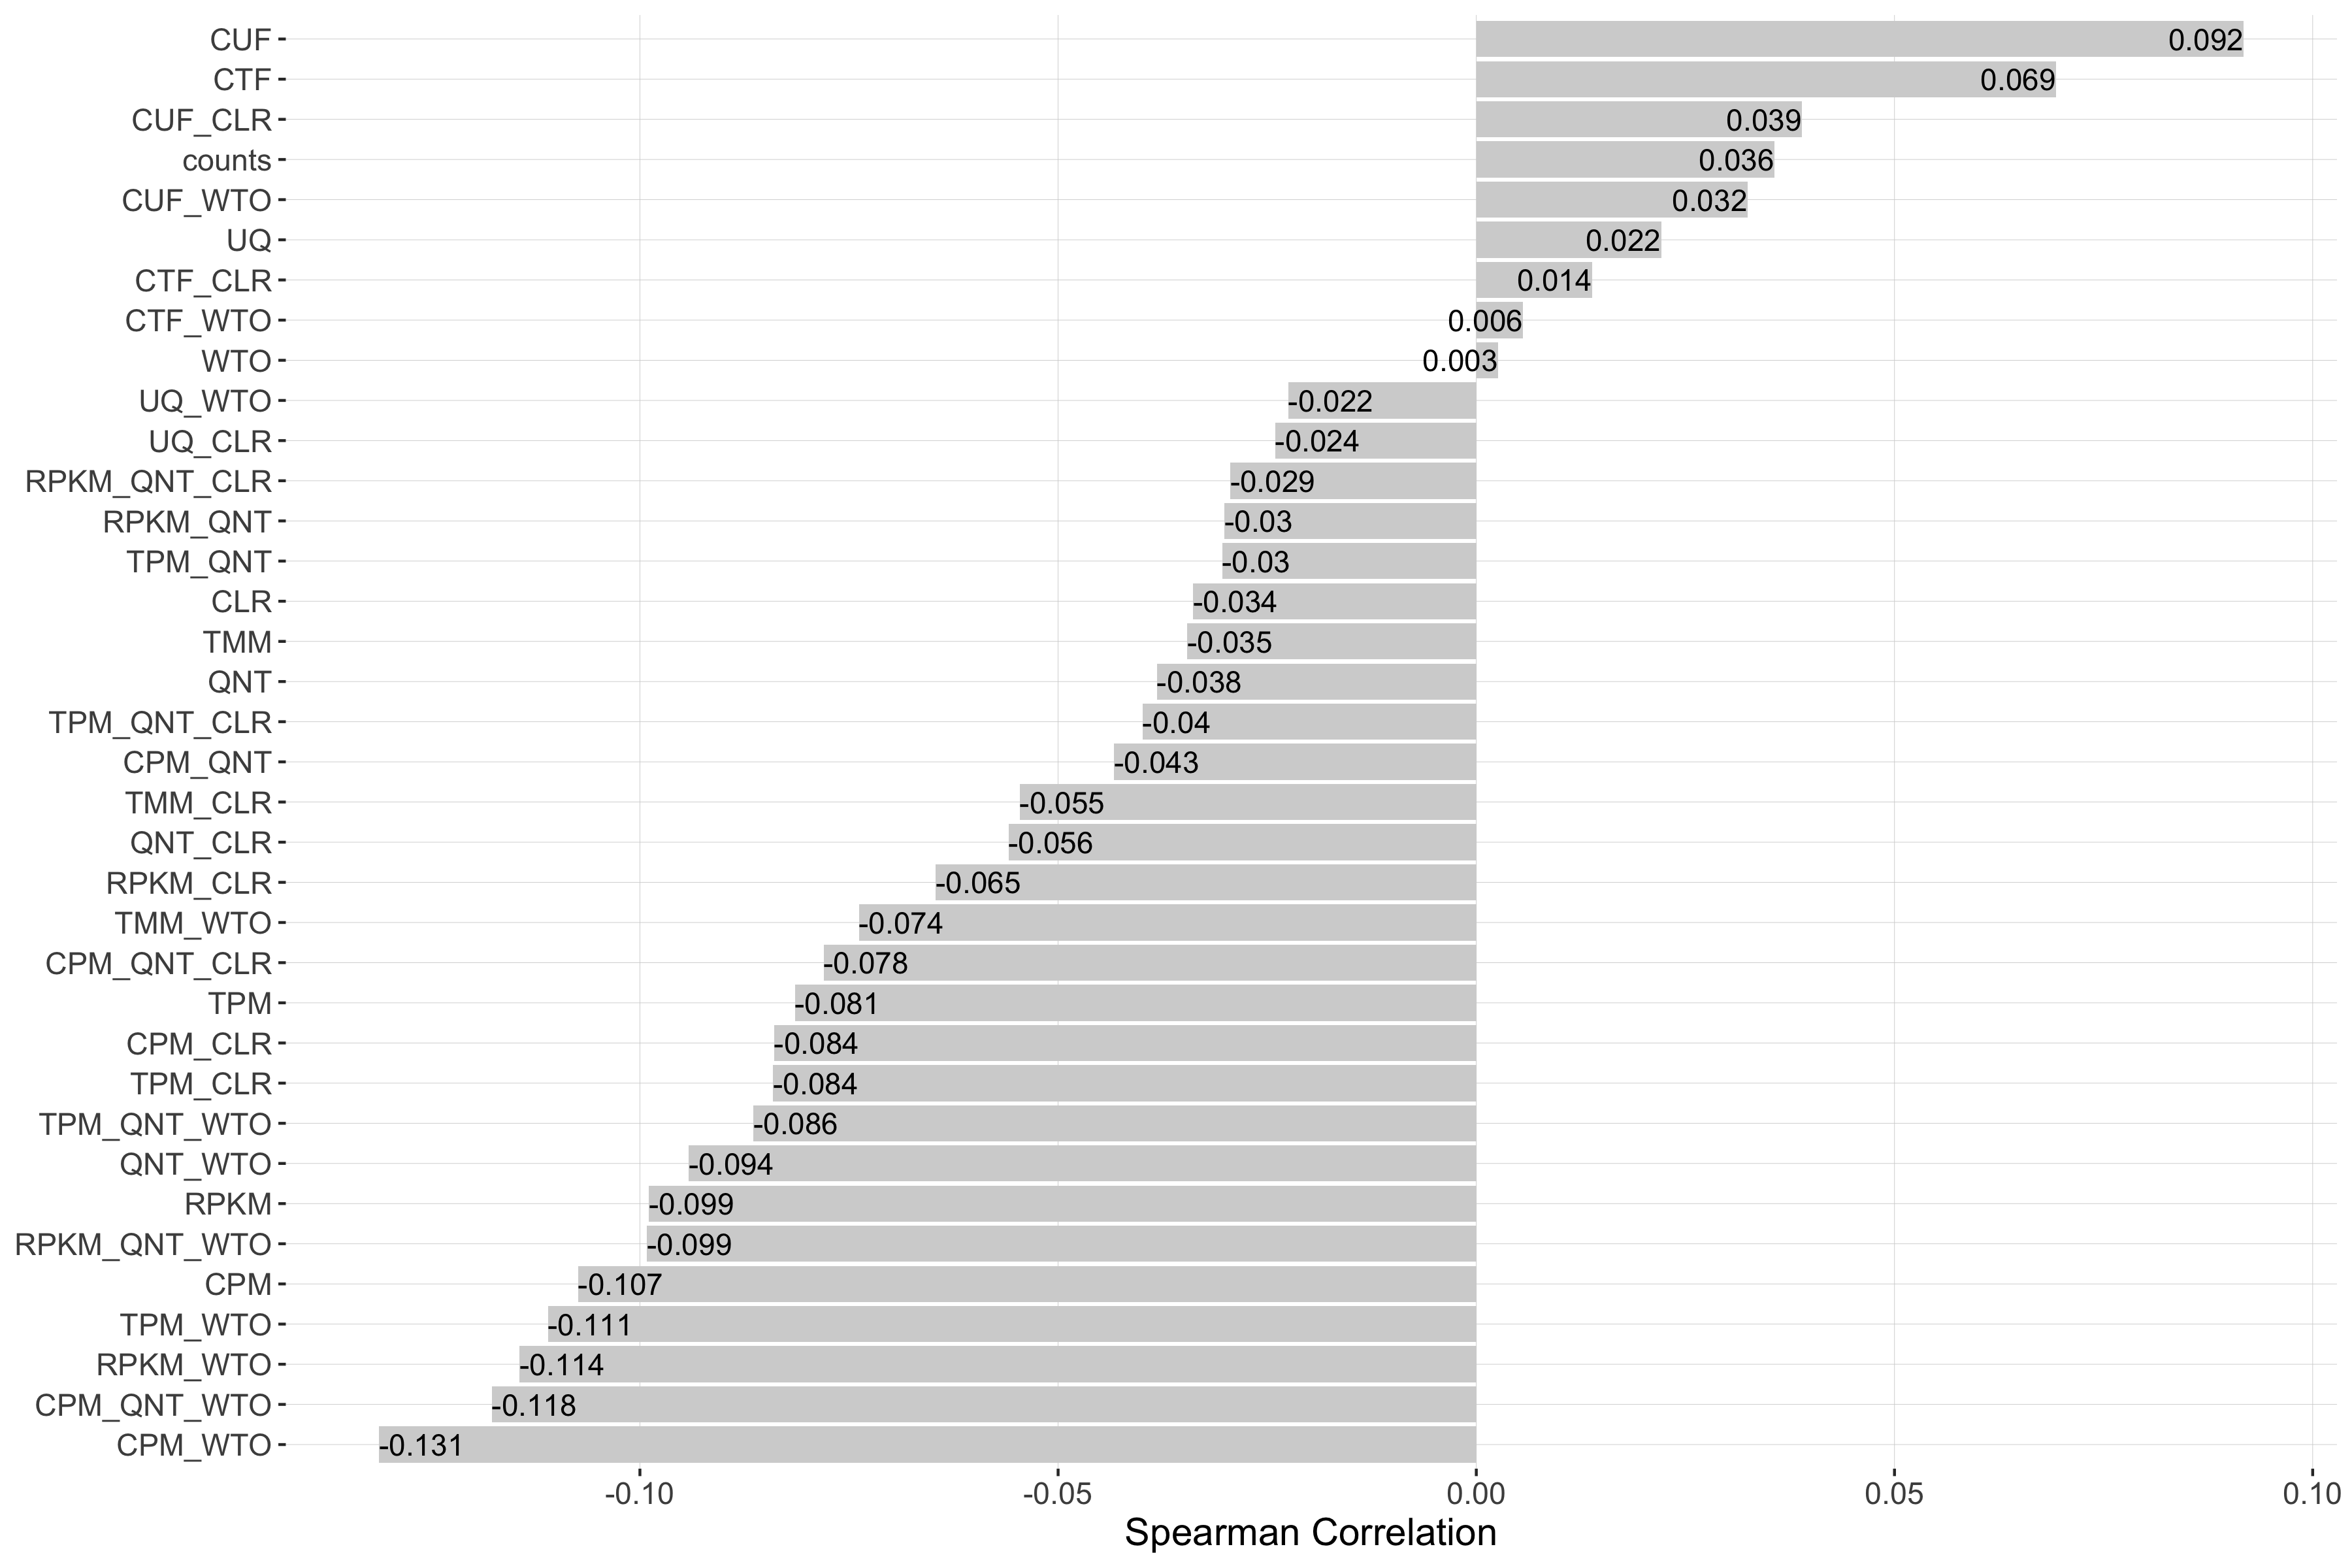 CUF 0.092
CTF 0.069
CUF_CLR 0.039
counts 0.036
CUF_WTO 0.032
UQ 0.022
CTF_CLR 0.014
CTF_WTO 0.006
WTO 0.003
UQ_WTO -0.022
UQ_CLR -0.024
RPKM_QNT_CLR -0.029
RPKM_QNT -0.03
TPM_QNT -0.03
CLR -0.034
TMM -0.035
QNT -0.038
TPM_QNT_CLR -0.04
CPM_QNT -0.043
TMM_CLR -0.055
QNT_CLR -0.056
RPKM_CLR -0.065
TMM_WTO -0.074
CPM_QNT_CLR -0.078
TPM -0.081
CPM_CLR -0.084
TPM_CLR -0.084
TPM_QNT_WTO -0.086
QNT_WTO -0.094
RPKM -0.099
RPKM_QNT_WTO -0.099
CPM -0.107
TPM_WTO -0.111
RPKM_WTO -0.114
CPM_QNT_WTO -0.118
CPM_WTO -0.131
-0.10 -0.05 0.00 0.05 0.10
Spearman Correlation